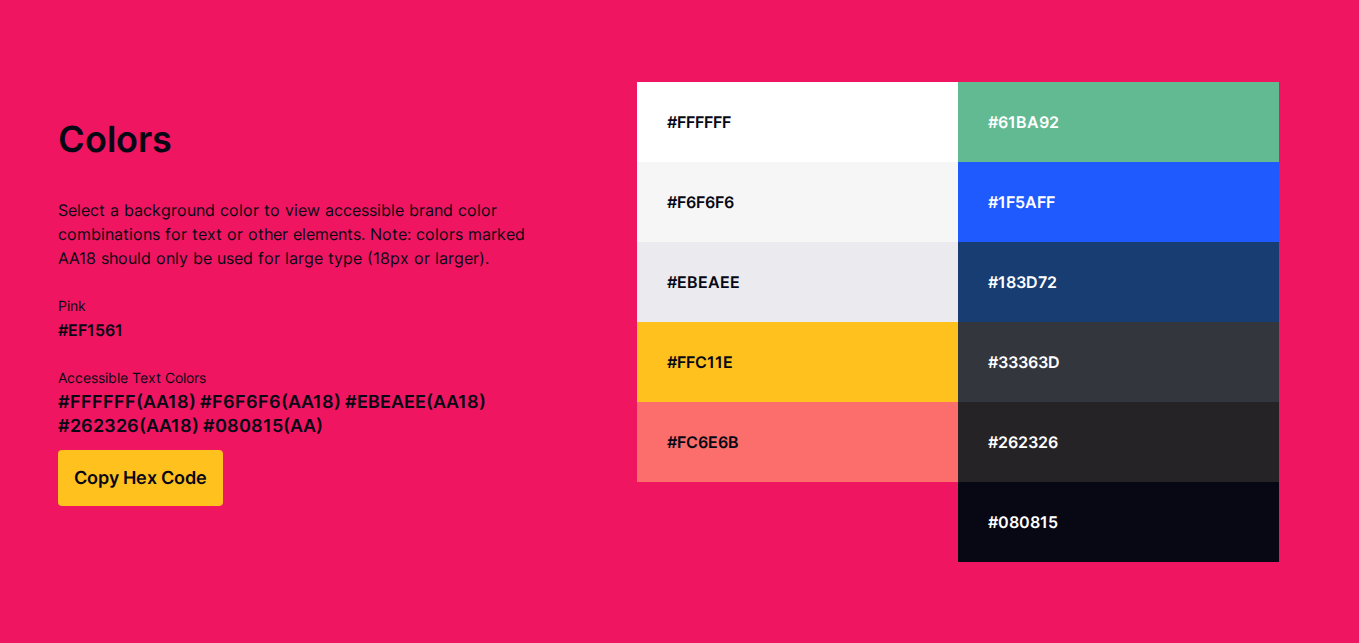 Colors
Select a background color to view accessible brand color
combinations for text or other elements. Note: colors marked
AA18 should only be used for large type (18px or larger).
Pink
#EF1561
Accessible Text Colors
#FFFFFF(AA18) #F6F6F6(AA18) #EBEAEE(AA18)
#262326(AA18) #080815(AA)
Copy Hex Code
#FFFFFF
#F6F6F6
#EBEAEE
#FFC11E
#FC6E6B
#61BA92
#1F5AFF
#183D72
#33363D
#262326
#080815